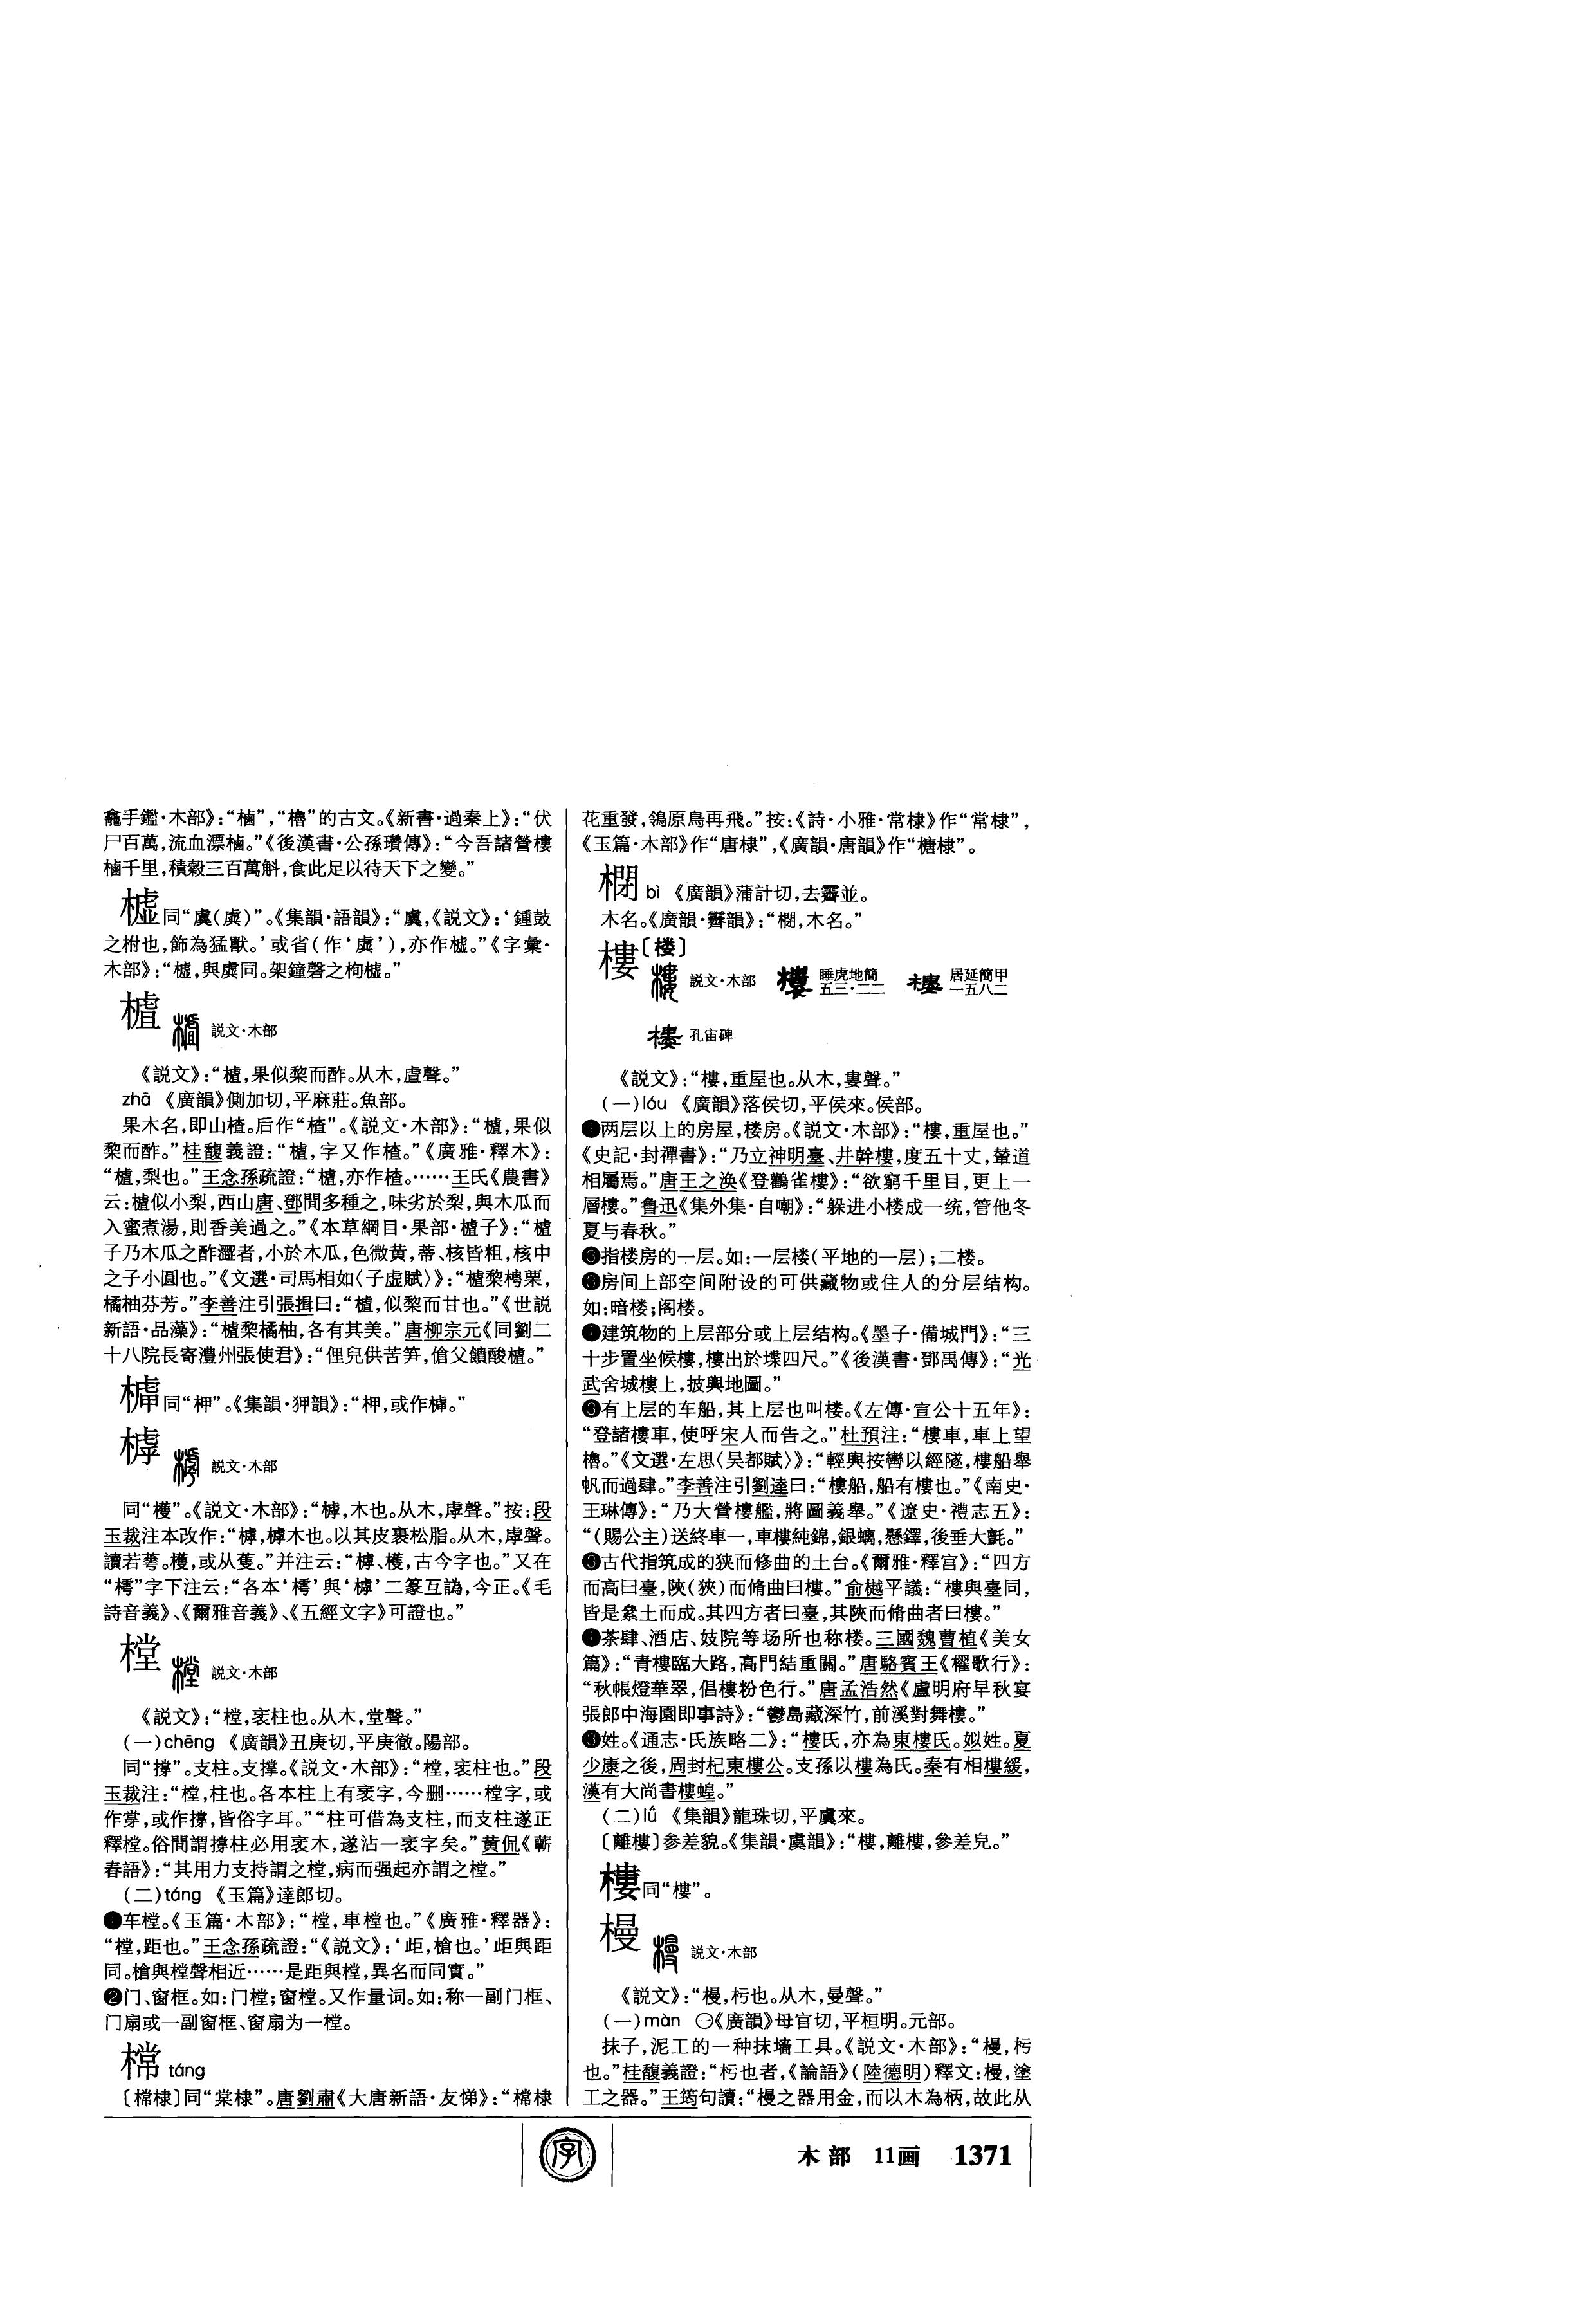 龕手鑑·木部》：“樐”，“櫓”的古文。《新書·過秦上》：“伏
尸百萬，流血漂樐。”《後漢書·公孫瓚傳》：“今吾諸營樓
樐千里，積穀三百萬斛，食此足以待天下之變。”
樦同“虡(虡)”。《集韻·語韻》：“虡，《説文》：‘鍾鼓
之柎也，飾為猛獸。’或省(作‘虡’)，亦作㯫。”《字彙·
木部》：“㯫，與虡同。架鐘磬之栒㯫。”
樝 説文·木部
《説文》：“樝，果似棃而酢。从木，虘聲。”
zhā 《廣韻》側加切，平麻莊。魚部。
果木名，即山楂。后作“楂”。《説文·木部》：“樝，果似
棃而酢。”桂馥義證：“樝，字又作楂。”《廣雅·釋木》：
“樝，梨也。”王念孫疏證：“樝，亦作楂。……王氏《農書》
云：樝似小梨，西山唐、鄧間多種之，味劣於梨，與木瓜而
入蜜煮湯，則香美過之。”《本草綱目·果部·樝子》：“樝
子乃木瓜之酢澀者，小於木瓜，色微黄，蒂、核皆粗，核中
之子小圓也。”《文選·司馬相如〈子虚賦〉》：“樝棃梬栗，
橘柚芬芳。”李善注引張揖曰：“樝，似棃而甘也。”《世説
新語·品藻》：“樝棃橘柚，各有其美。”唐柳宗元《同劉二
十八院長寄澧州張使君》：“俚兒供苦笋，傖父饋酸樝。”
同“柙”。《集韻·狎韻》：“柙，或作。”
樗 説文·木部
同“檴”。《説文·木部》：“，木也。从木，虖聲。”按：段
玉裁注本改作：“，木也。以其皮裹松脂。从木，虖聲。
讀若蕚。檴，或从蒦。”并注云：“、檴，古今字也。”又在
“樗”字下注云：“各本‘樗’與‘’二篆互譌，今正。《毛
詩音義》、《爾雅音義》、《五經文字》可證也。”
樘 説文·木部
《説文》：“樘，衺柱也。从木，堂聲。”
(一)chēng 《廣韻》丑庚切，平庚徹。陽部。
同“撐”。支柱。支撑。《説文·木部》：“樘，衺柱也。”段
玉裁注：“樘，柱也。各本柱上有衺字，今删……樘字，或
作牚，或作撐，皆俗字耳。”“柱可借為支柱，而支柱遂正
釋樘。俗間謂撐柱必用衺木，遂沾一衺字矣。”黄侃《蘄
春語》：“其用力支持謂之樘，病而强起亦謂之樘。”
(二)táng 《玉篇》達郎切。
❶车樘。《玉篇·木部》：“樘，車樘也。”《廣雅·釋器》：
“樘，距也。”王念孫疏證：“《説文》：‘歫，槍也。’歫與距
同。槍與樘聲相近……是距與樘，異名而同實。”
❷门、窗框。如：门樘；窗樘。又作量词。如：称一副门框、
门扇或一副窗框、窗扇为一樘。
橖 táng
〔棣〕同“棠棣”。唐劉肅《大唐新語·友悌》：“棣
花重發，鴒原鳥再飛。”按：《詩·小雅·常棣》作“常棣”，
《玉篇·木部》作“唐棣”，《廣韻·唐韻》作“榶棣”。
bì 《廣韻》蒲計切，去霽並。
木名。《廣韻·霽韻》：“，木名。”
樓〔楼〕 説文·木部 睡虎地簡五三·二二 居延簡甲一五八二
孔宙碑
《説文》：“樓，重屋也。从木，婁聲。”
(一)lóu 《廣韻》落侯切，平侯來。侯部。
❶两层以上的房屋，楼房。《説文·木部》：“樓，重屋也。”
《史記·封禪書》：“乃立神明臺、井幹樓，度五十丈，輦道
相屬焉。”唐王之涣《登鸛雀樓》：“欲窮千里目，更上一
層樓。”鲁迅《集外集·自嘲》：“躲进小楼成一统，管他冬
夏与春秋。”
指楼房的一层。如：一层楼(平地的一层)；二楼。
❸房间上部空间附设的可供藏物或住人的分层结构。
如：暗楼；阁楼。
建筑物的上层部分或上层结构。《墨子·備城門》：“三
十步置坐候樓，樓出於堞四尺。”《後漢書·鄧禹傳》：“光
武舍城樓上，披輿地圖。”
有上层的车船，其上层也叫楼。《左傳·宣公十五年》：
“登諸樓車，使呼宋人而告之。”杜預注：“樓車，車上望
櫓。”《文選·左思〈吴都賦〉》：“輕輿按轡以經隧，樓船舉
帆而過肆。”李善注引劉逵曰：“樓船，船有樓也。”《南史·
王琳傳》：“乃大營樓艦，將圖義舉。”《遼史·禮志五》：
“(賜公主)送終車一，車樓純錦，銀螭，懸鐸，後垂大氈。”
古代指筑成的狭而修曲的土台。《爾雅·釋宫》：“四方
而高曰臺，陜(狹)而脩曲曰樓。”俞樾平議：“樓與臺同，
皆是絫土而成。其四方者曰臺，其陜而脩曲者曰樓。”
茶肆、酒店、妓院等场所也称楼。三國魏曹植《美女
篇》：“青樓臨大路，高門結重關。”唐駱賓王《櫂歌行》：
“秋帳燈華翠，倡樓粉色行。”唐孟浩然《盧明府早秋宴
張郎中海園即事詩》：“鬱島藏深竹，前溪對舞樓。”
姓。《通志·氏族略二》：“樓氏，亦為東樓氏。姒姓。夏
少康之後，周封杞東樓公。支孫以樓為氏。秦有相樓緩，
漢有大尚書樓蝗。”
(二)lǘ 《集韻》龍珠切，平虞來。
〔離樓〕参差貌。《集韻·虞韻》：“樓，離樓，參差皃。”
同“樓”。
槾 説文·木部
《説文》：“槾，杇也。从木，曼聲。”
(一)màn ㊀《廣韻》母官切，平桓明。元部。
抹子，泥工的一种抹墙工具。《説文·木部》：“槾，杇
也。”桂馥義證：“杇也者，《論語》(陸德明)釋文：槾，塗
工之器。”王筠句讀：“槾之器用金，而以木為柄，故此从
字
木部 11画 1371